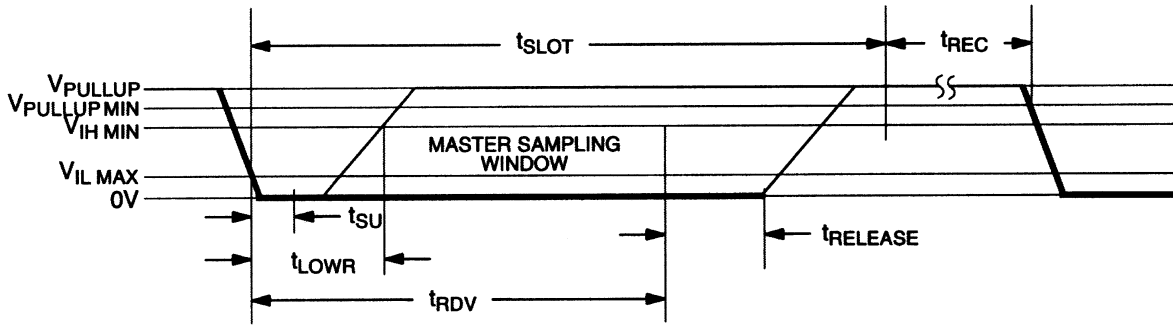 tSLOT
tREC
VPULLUP
VPULLUP MIN
VIH MIN
MASTER SAMPLING
WINDOW
VIL MAX
0V
tSU
tRELEASE
tLOWR
tRDV